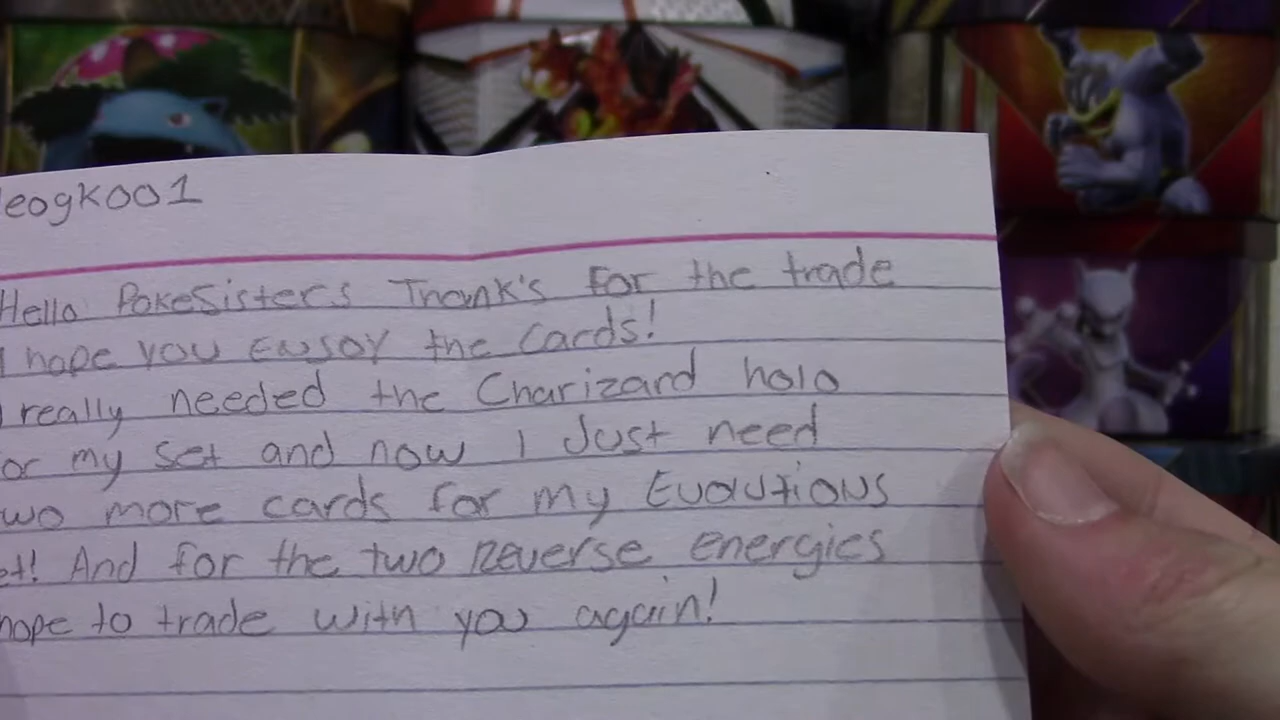 eogk001
Hello PokeSisters Thank's for the trade
I hope you Enjoy the Cards!
I really needed the Charizard holo
or my set and now I Just need
wo more cards for my Evolutions
et! And for the two Reverse energies
hope to trade with you again!